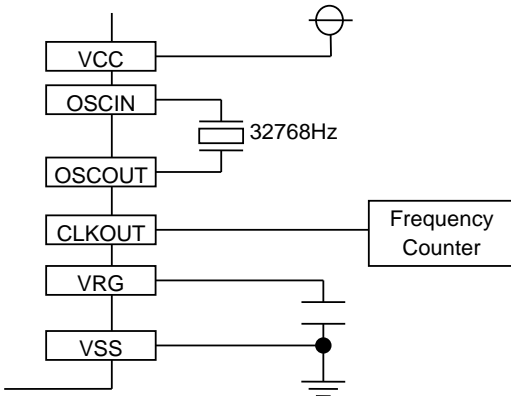 VCC
OSCIN
32768Hz
OSCOUT
CLKOUT
Frequency
Counter
VRG
VSS